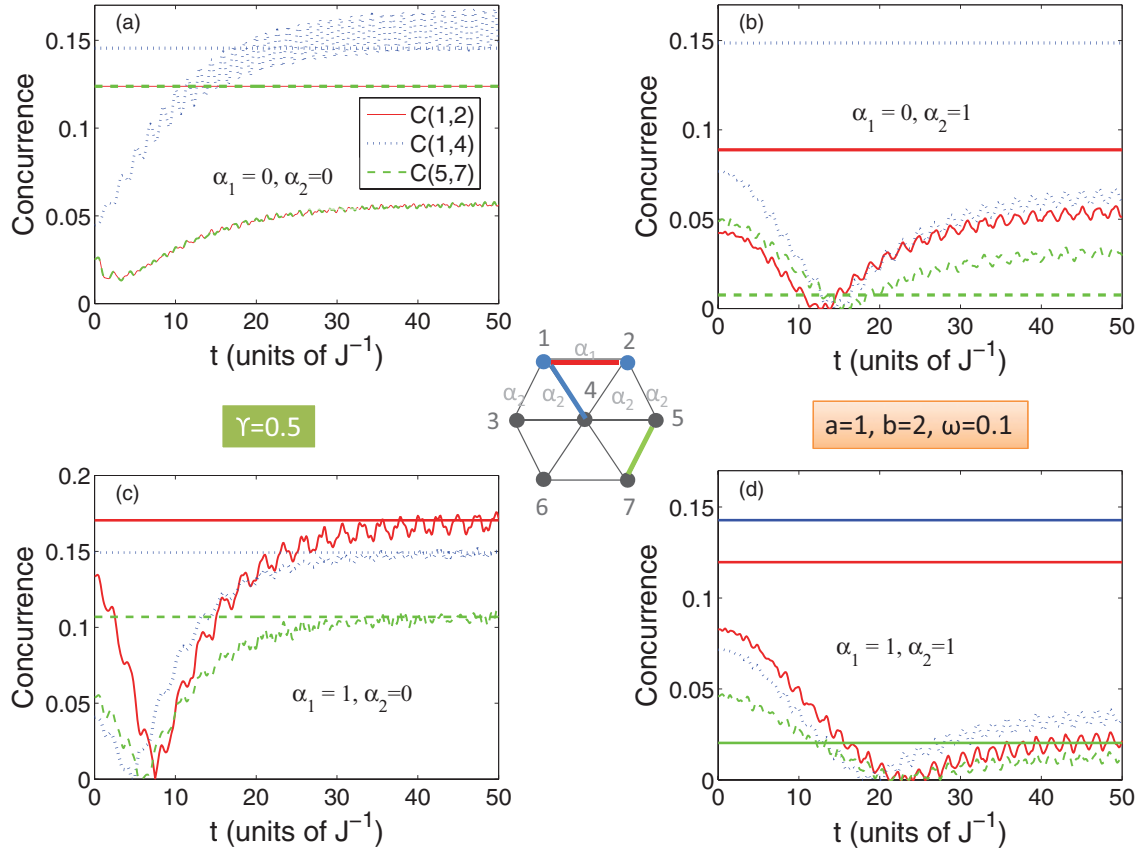 (a)
0.15
0.1
0.05
0
Concurrence
C(1,2)
C(1,4)
C(5,7)
α₁ = 0, α₂=0
0 10 20 30 40 50
t (units of J⁻¹)
(b)
0.15
0.1
0.05
0
Concurrence
α₁ = 0, α₂=1
0 10 20 30 40 50
t (units of J⁻¹)
1 α₁ 2
α₂ α₂ 4 α₂ α₂
3 5
6 7
ϒ=0.5
a=1, b=2, ω=0.1
(c)
0.2
0.15
0.1
0.05
0
Concurrence
α₁ = 1, α₂=0
0 10 20 30 40 50
t (units of J⁻¹)
(d)
0.15
0.1
0.05
0
Concurrence
α₁ = 1, α₂=1
0 10 20 30 40 50
t (units of J⁻¹)